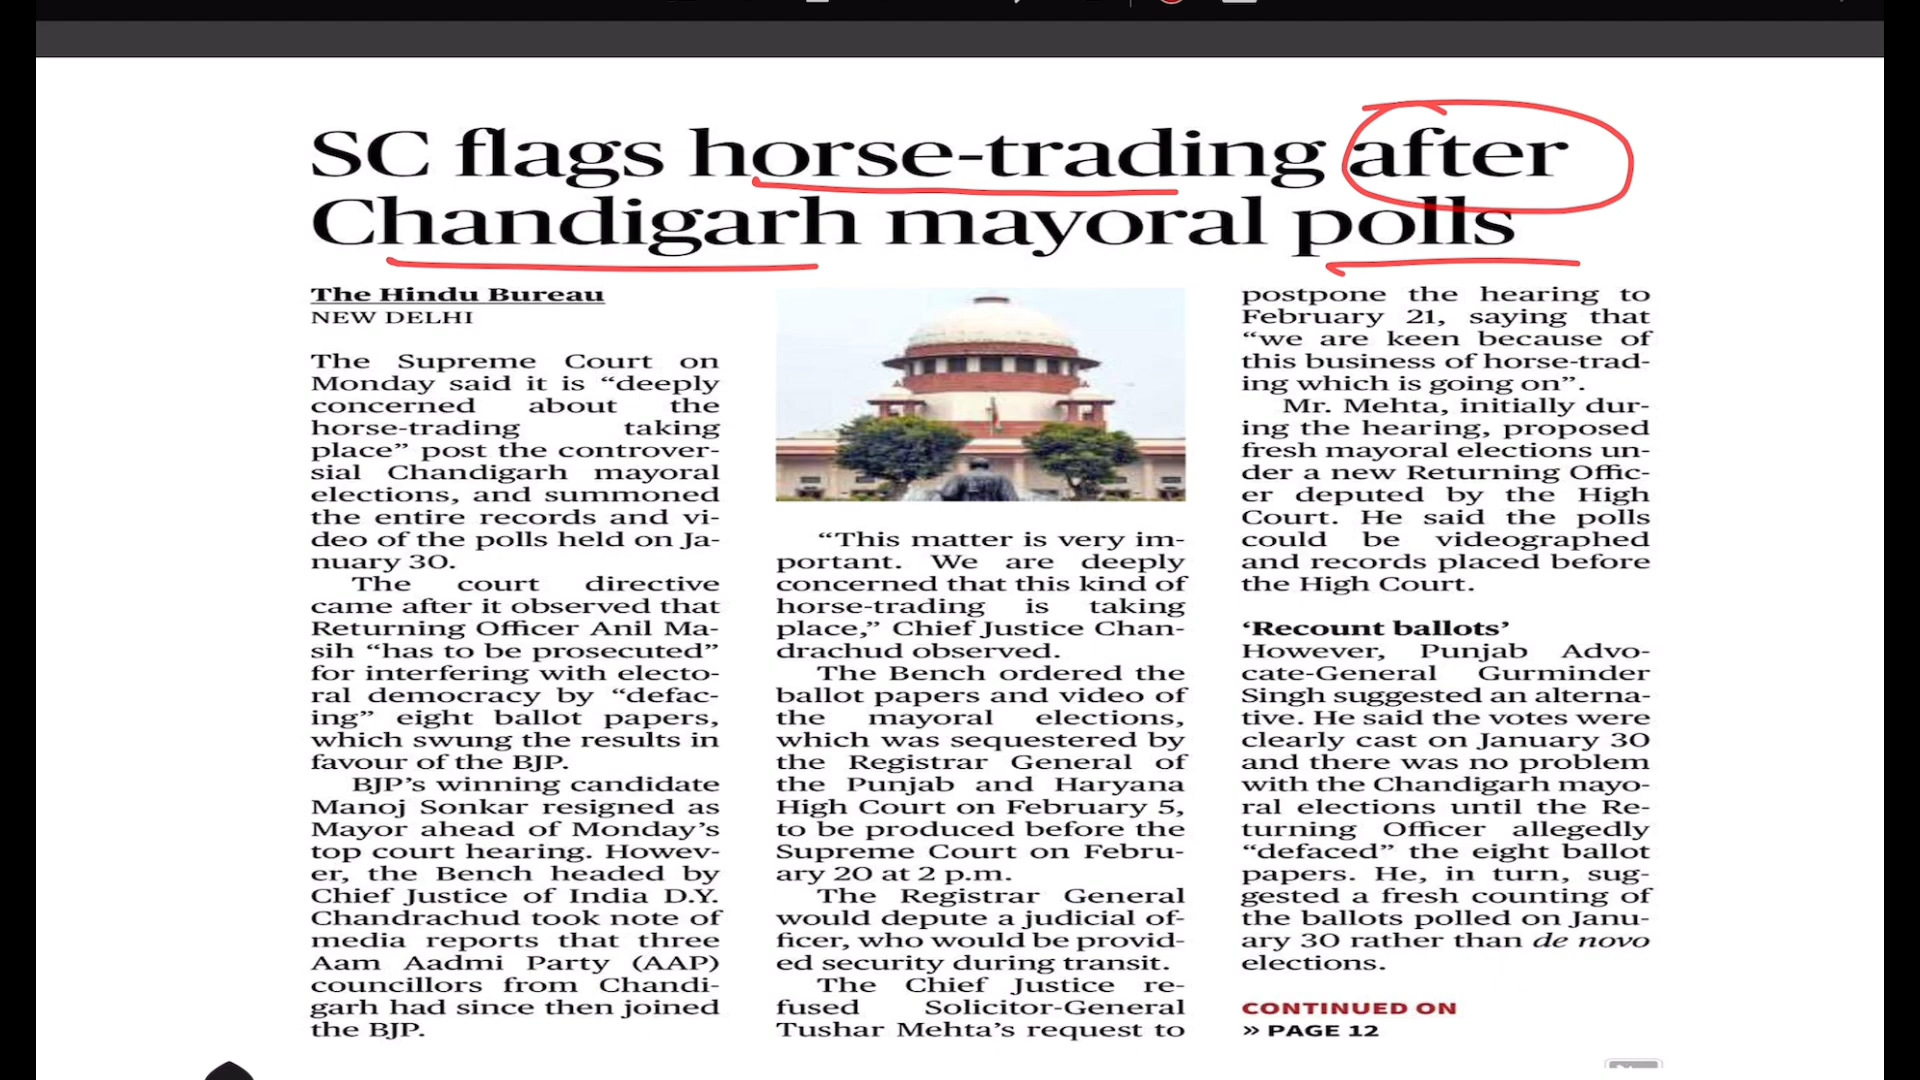 SC flags horse-trading after
Chandigarh mayoral polls
The Hindu Bureau
NEW DELHI
The Supreme Court on
Monday said it is “deeply
concerned about the
horse-trading taking
place” post the controver-
sial Chandigarh mayoral
elections, and summoned
the entire records and vi-
deo of the polls held on Ja-
nuary 30.
The court directive
came after it observed that
Returning Officer Anil Ma-
sih “has to be prosecuted”
for interfering with electo-
ral democracy by “defac-
ing” eight ballot papers,
which swung the results in
favour of the BJP.
BJP’s winning candidate
Manoj Sonkar resigned as
Mayor ahead of Monday’s
top court hearing. Howev-
er, the Bench headed by
Chief Justice of India D.Y.
Chandrachud took note of
media reports that three
Aam Aadmi Party (AAP)
councillors from Chandi-
garh had since then joined
the BJP.
“This matter is very im-
portant. We are deeply
concerned that this kind of
horse-trading is taking
place,” Chief Justice Chan-
drachud observed.
The Bench ordered the
ballot papers and video of
the mayoral elections,
which was sequestered by
the Registrar General of
the Punjab and Haryana
High Court on February 5,
to be produced before the
Supreme Court on Febru-
ary 20 at 2 p.m.
The Registrar General
would depute a judicial of-
ficer, who would be provid-
ed security during transit.
The Chief Justice re-
fused Solicitor-General
Tushar Mehta’s request to
postpone the hearing to
February 21, saying that
“we are keen because of
this business of horse-trad-
ing which is going on”.
Mr. Mehta, initially dur-
ing the hearing, proposed
fresh mayoral elections un-
der a new Returning Offic-
er deputed by the High
Court. He said the polls
could be videographed
and records placed before
the High Court.
‘Recount ballots’
However, Punjab Advo-
cate-General Gurminder
Singh suggested an alterna-
tive. He said the votes were
clearly cast on January 30
and there was no problem
with the Chandigarh mayo-
ral elections until the Re-
turning Officer allegedly
“defaced” the eight ballot
papers. He, in turn, sug-
gested a fresh counting of
the ballots polled on Janu-
ary 30 rather than de novo
elections.
CONTINUED ON
» PAGE 12